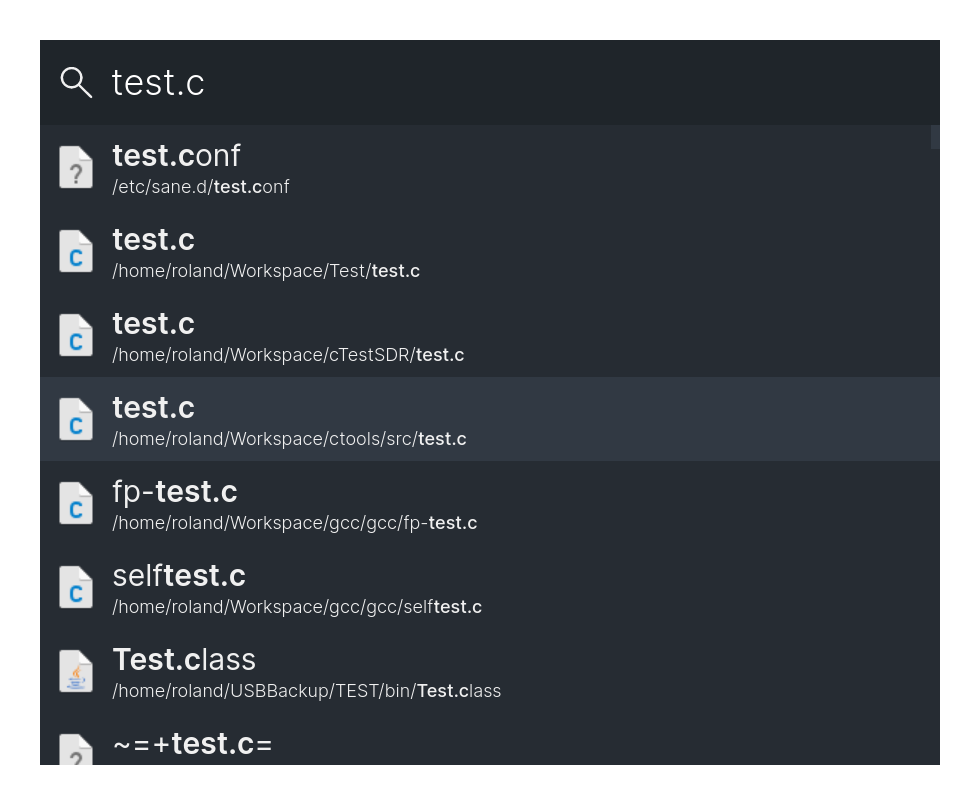 test.c
test.conf
/etc/sane.d/test.conf
test.c
/home/roland/Workspace/Test/test.c
test.c
/home/roland/Workspace/cTestSDR/test.c
test.c
/home/roland/Workspace/ctools/src/test.c
fp-test.c
/home/roland/Workspace/gcc/gcc/fp-test.c
selftest.c
/home/roland/Workspace/gcc/gcc/selftest.c
Test.class
/home/roland/USBBackup/TEST/bin/Test.class
~=+test.c=